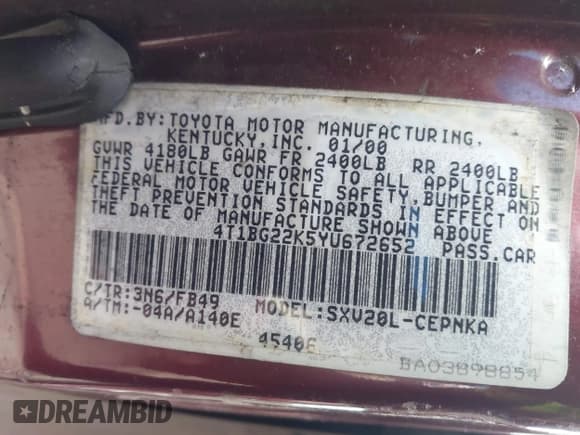 MFD.BY:TOYOTA MOTOR MANUFACTURING,
KENTUCKY,INC. 01/00
GVWR 4180LB GAWR FR 2400LB RR 2400LB
THIS VEHICLE CONFORMS TO ALL APPLICABLE
FEDERAL MOTOR VEHICLE SAFETY,BUMPER AND
THEFT PREVENTION STANDARDS IN EFFECT ON
THE DATE OF MANUFACTURE SHOWN ABOVE
4T1BG22K5YU672652 PASS.CAR
C/TR:3N6/FB49 MODEL:SXV20L-CEPNKA
A/TM:-04A/A140E
4540E
BA03898854
DREAMBID